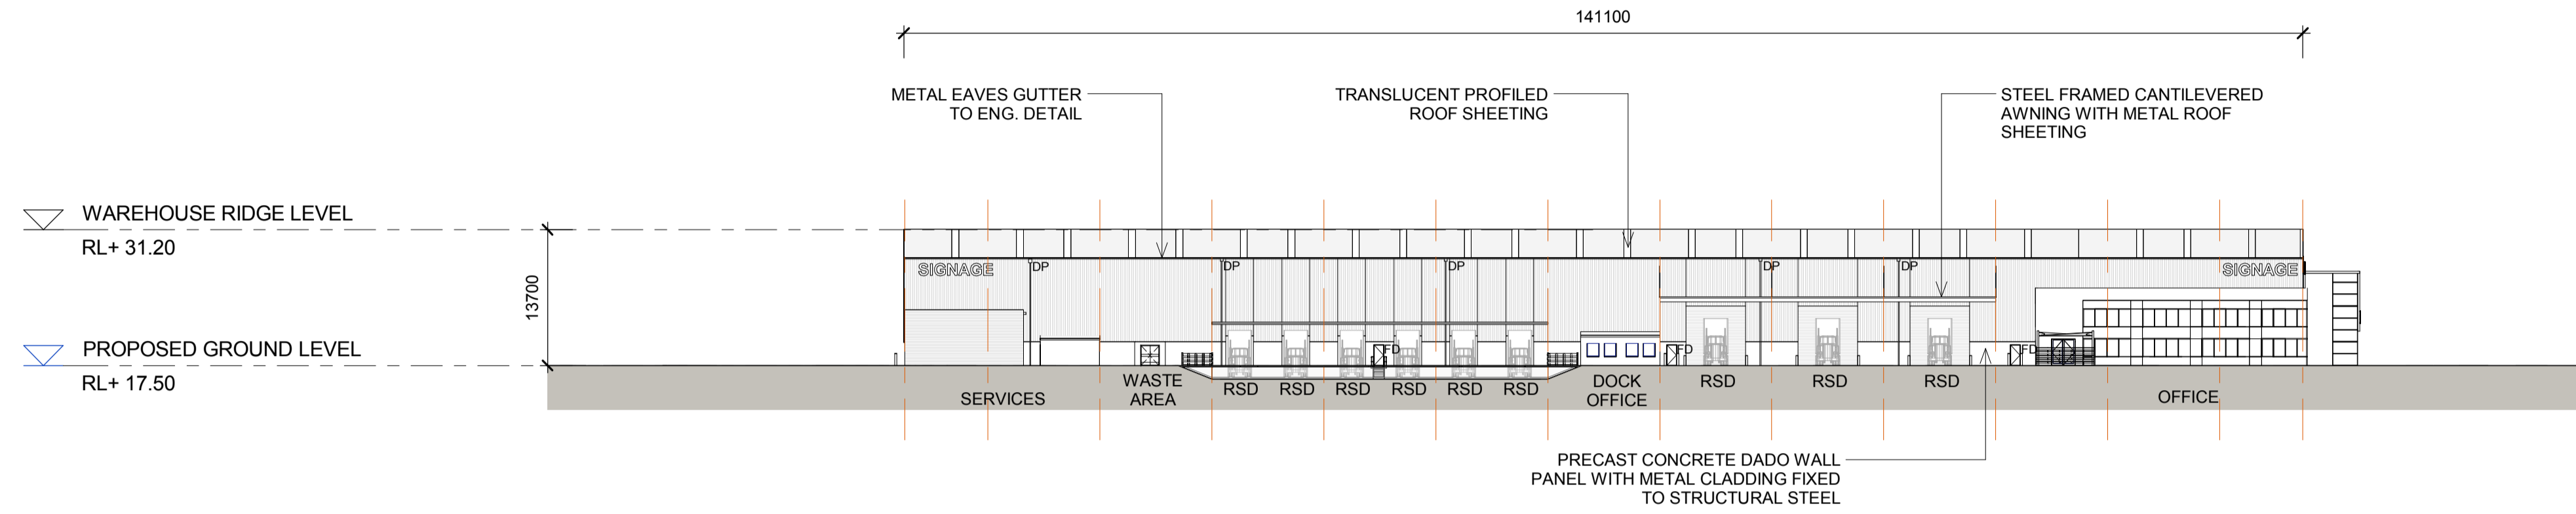 141100
METAL EAVES GUTTER
TO ENG. DETAIL
TRANSLUCENT PROFILED
ROOF SHEETING
STEEL FRAMED CANTILEVERED
AWNING WITH METAL ROOF
SHEETING
WAREHOUSE RIDGE LEVEL
RL+ 31.20
13700
SIGNAGE
DP
DP
DP
DP
DP
SIGNAGE
PROPOSED GROUND LEVEL
RL+ 17.50
FD
FD
FD
SERVICES
WASTE
AREA
RSD
RSD
RSD
RSD
RSD
RSD
DOCK
OFFICE
RSD
RSD
RSD
OFFICE
PRECAST CONCRETE DADO WALL
PANEL WITH METAL CLADDING FIXED
TO STRUCTURAL STEEL